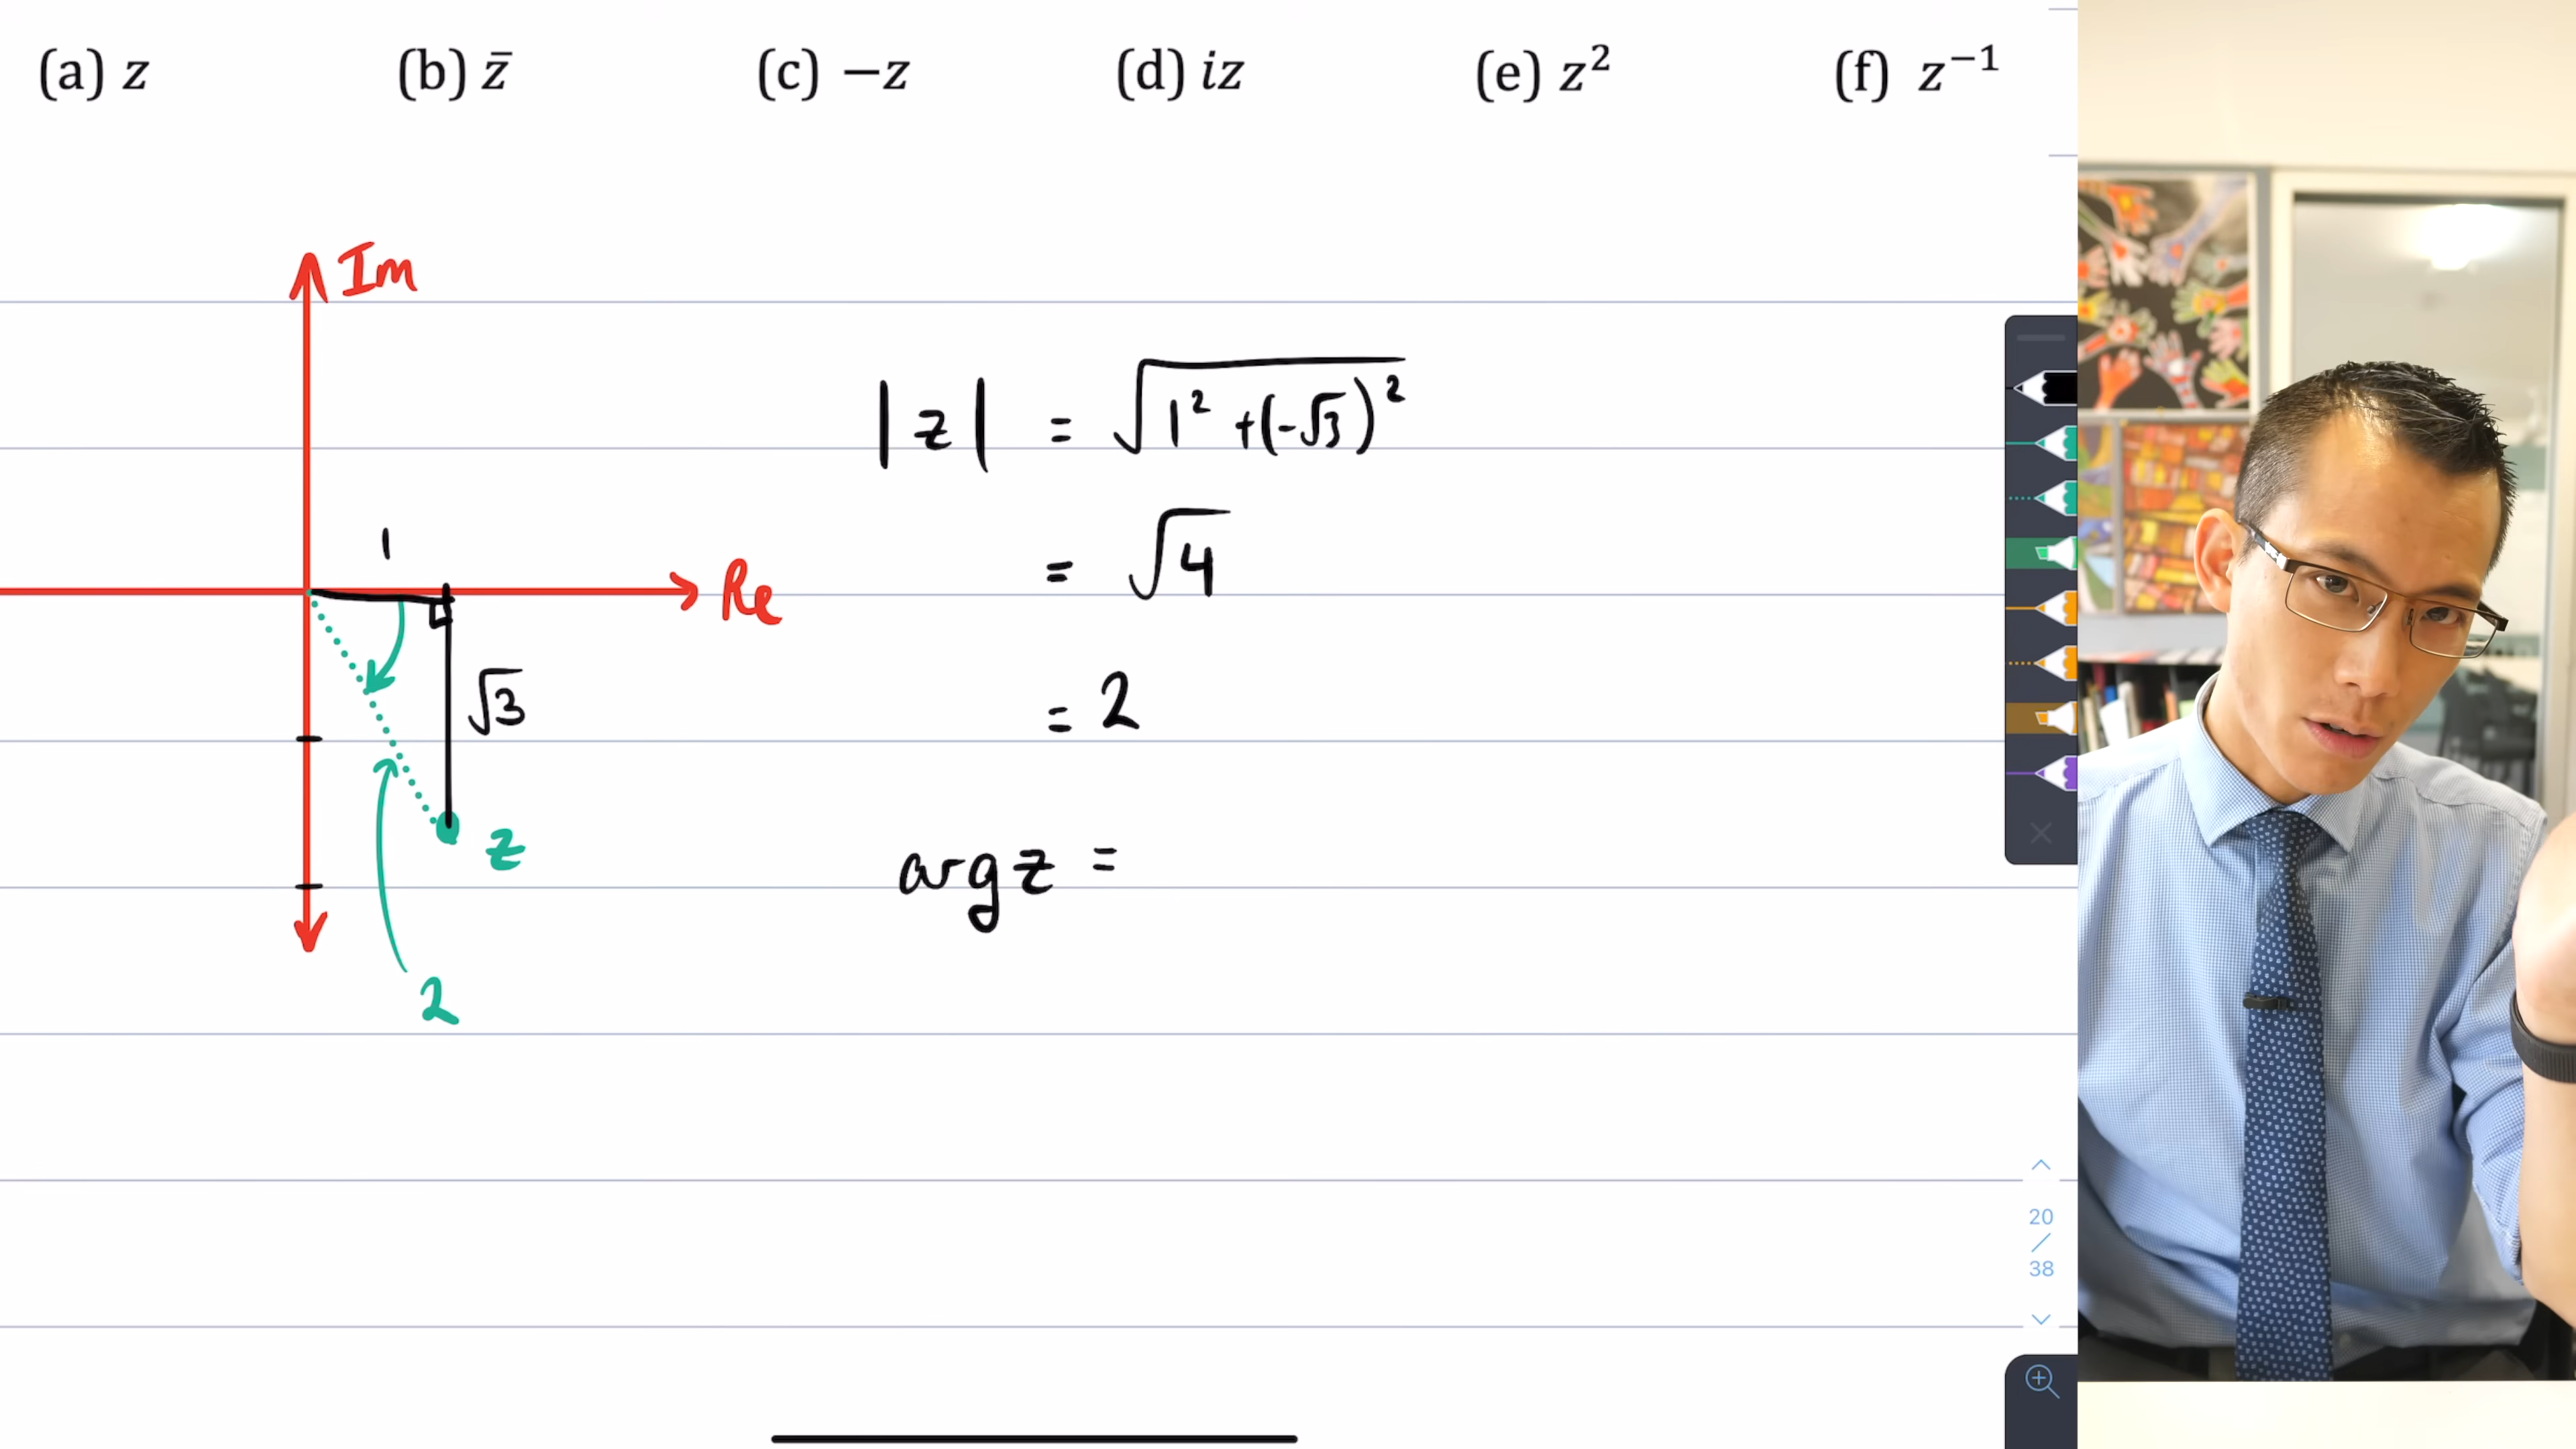 (a) z (b) z̄ (c) −z (d) iz (e) z² (f) z⁻¹
Im
1
Re
√3
z
2
|z| = √(1² + (-√3)²)
= √4
= 2
arg z =
20
/
38